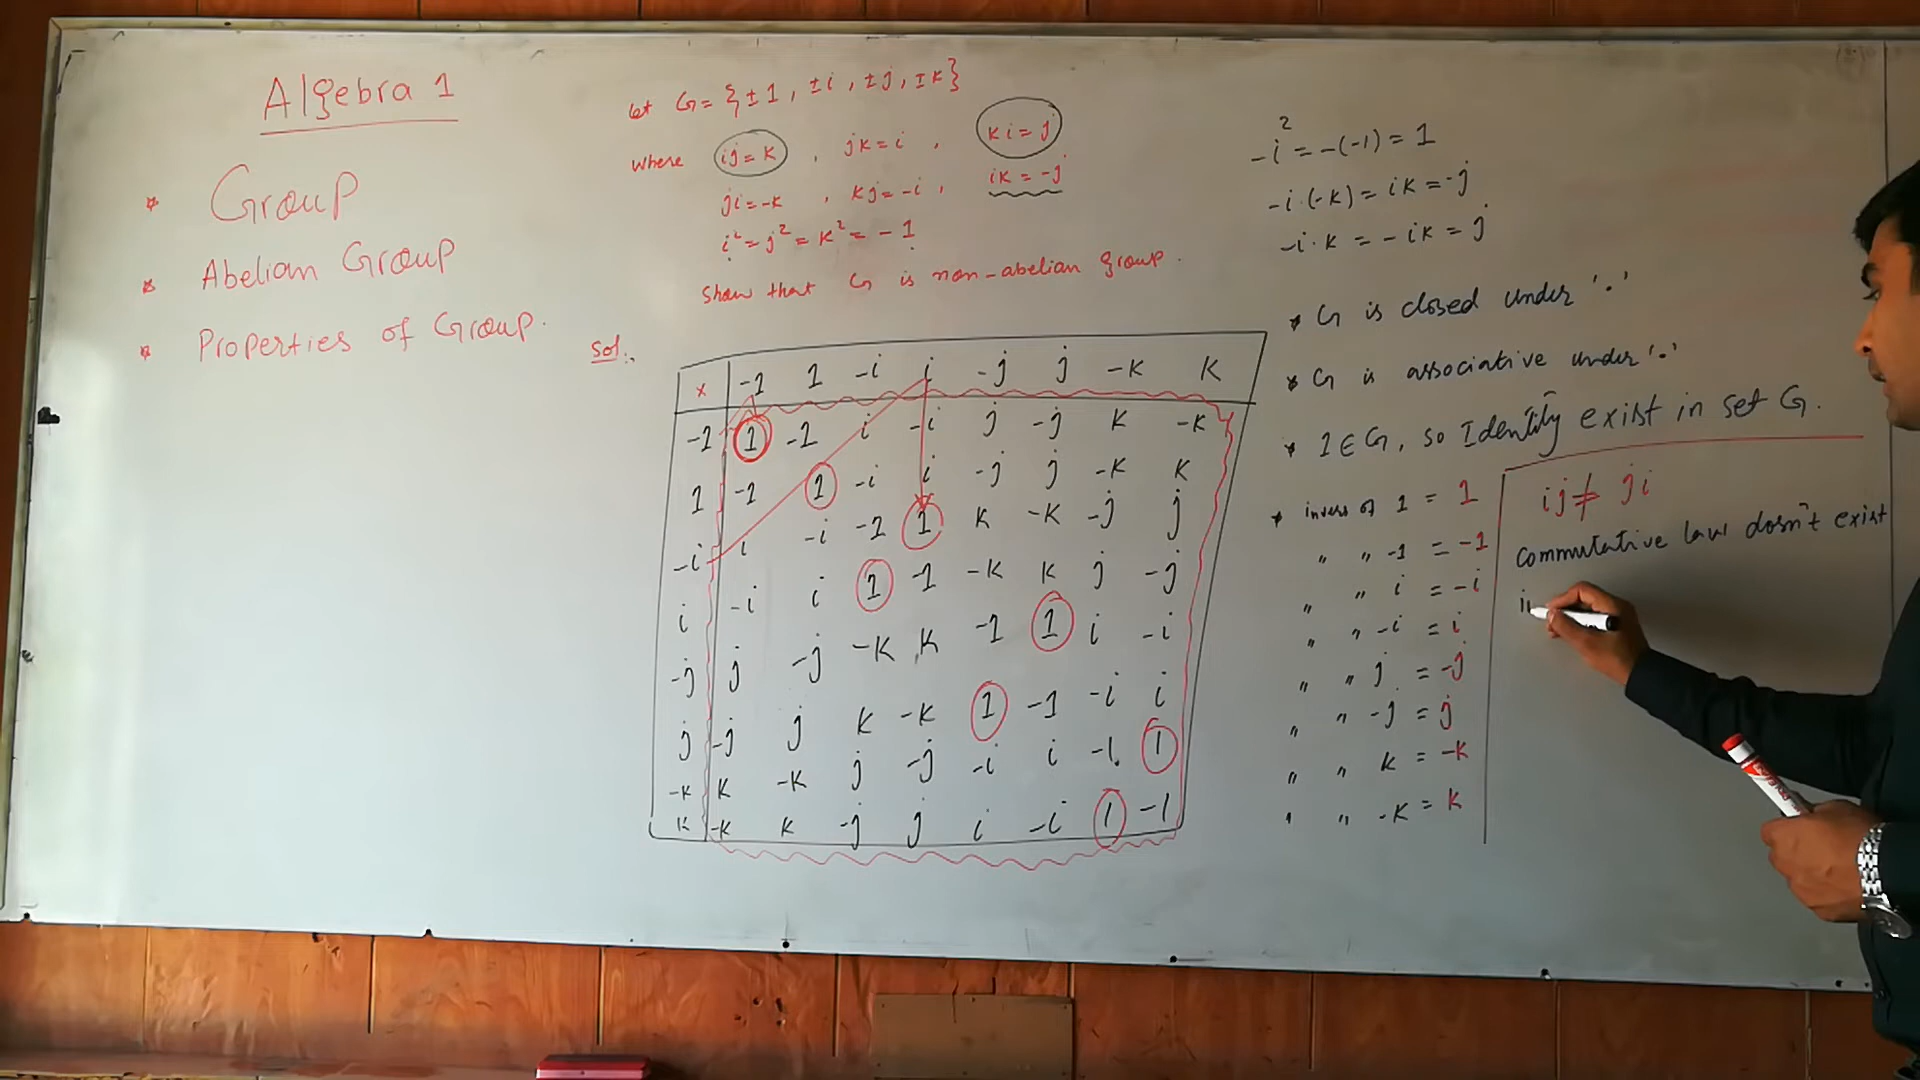 Algebra 1
* Group
* Abelian Group
* Properties of Group.
let G = {±1, ±i, ±j, ±k}
where ij=k , jk=i , ki=j
ji=-k , kj=-i , ik=-j
i²=j²=k²=-1
Show that G is non-abelian group.
Sol:.
× -1 1 -i i -j j -k k
-1 1 -1 i -i j -j k -k
1 -1 1 -i i -j j -k k
-i i -i -1 1 k -k -j j
i -i i 1 -1 -k k j -j
-j j -j -k k -1 1 i -i
j -j j k -k 1 -1 -i i
-k k -k j -j -i i -1. 1
k -k k -j j i -i 1 -1
-i² = -(-1) = 1
-i·(-k) = ik = -j
-i·k = -ik = j
* G is closed under '.'
* G is associative under '.'
* 1∈G, so Identity exist in set G.
* invers of 1 = 1
" " -1 = -1
" " i = -i
" " -i = i
" " j = -j
" " -j = j
" " k = -k
" " -k = k
ij ≠ ji
Commutative law dosn't exist
in